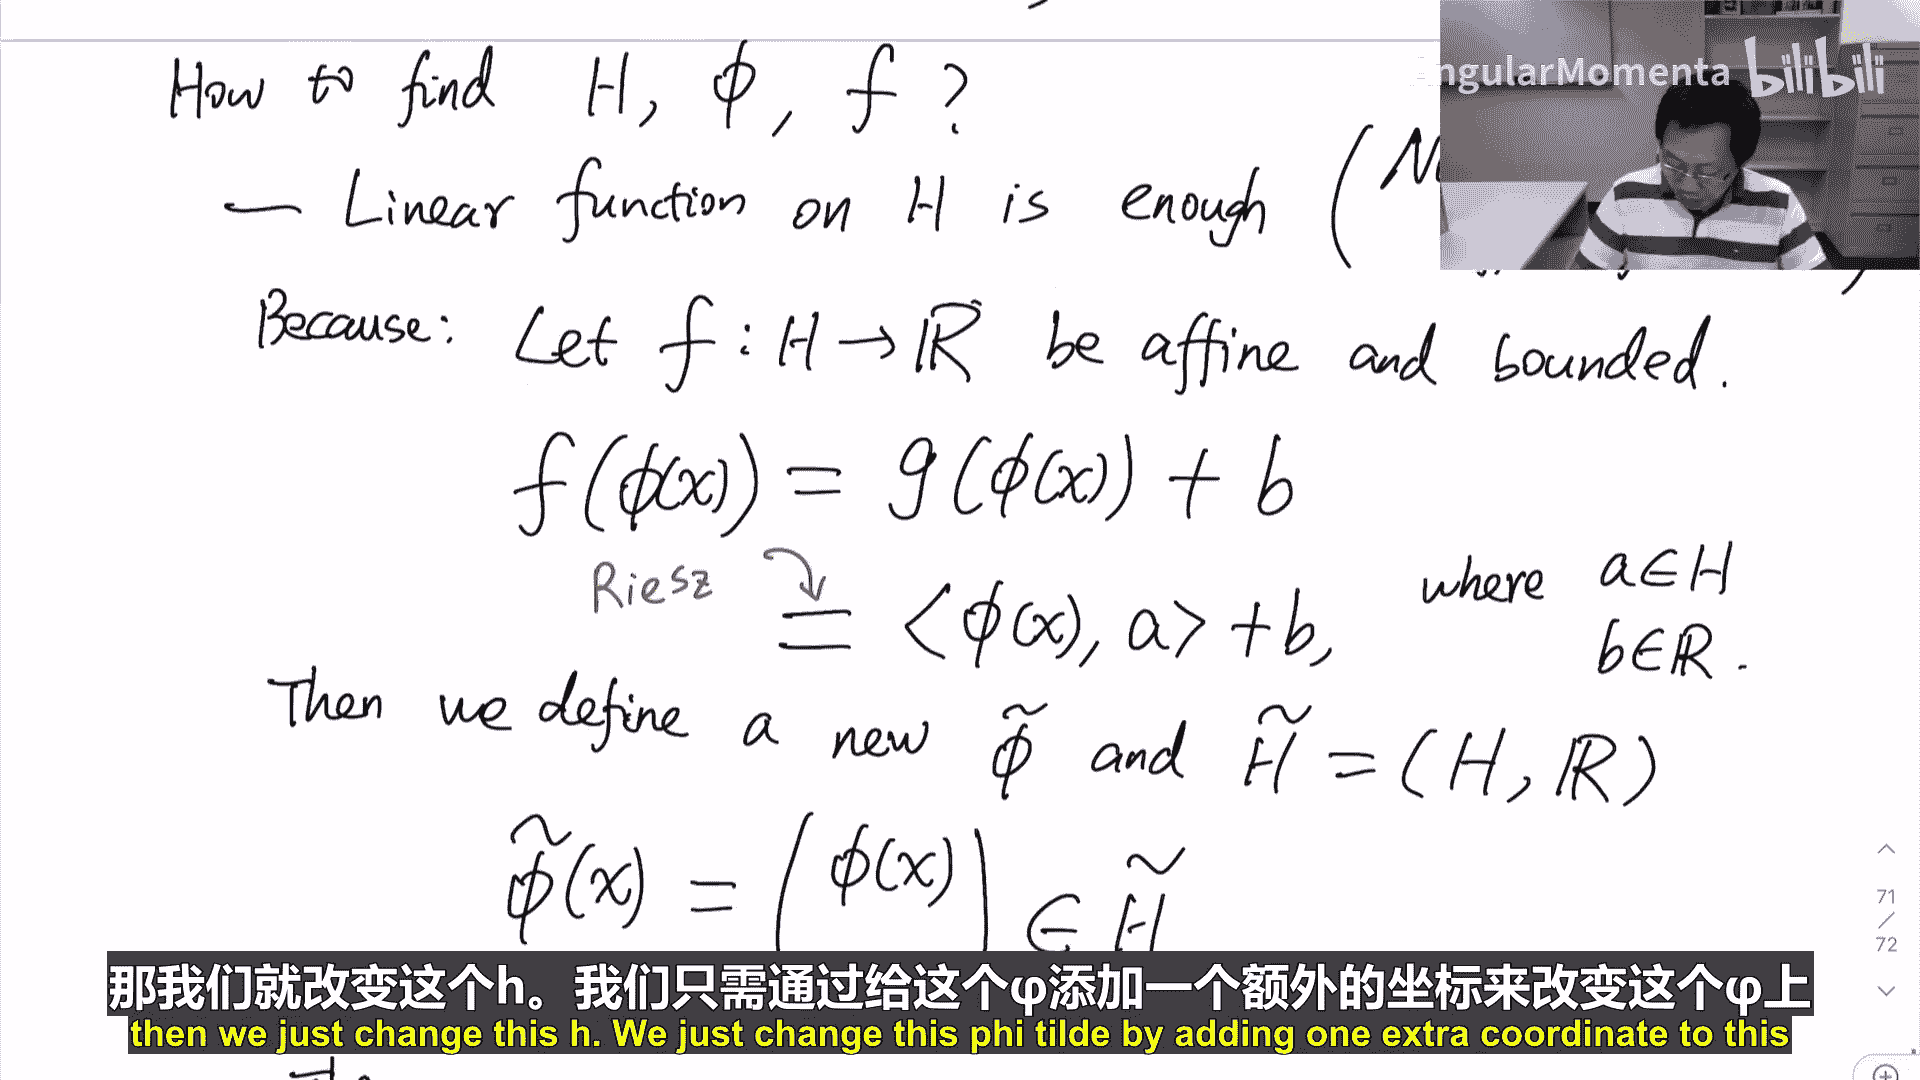 How to find H, φ, f ?
ngularMomenta bilibili
— Linear function on H is enough (
Because: Let f : H → ℝ be affine and bounded.
f(φ(x)) = g(φ(x)) + b
Riesz = <φ(x), a> + b, where a∈H
b∈ℝ.
Then we define a new φ̃ and H̃ = (H, ℝ)
φ̃(x) = ( φ(x) ) ∈ H̃
71
/
72
那我们就改变这个h。我们只需通过给这个φ添加一个额外的坐标来改变这个φ上
then we just change this h. We just change this phi tilde by adding one extra coordinate to this